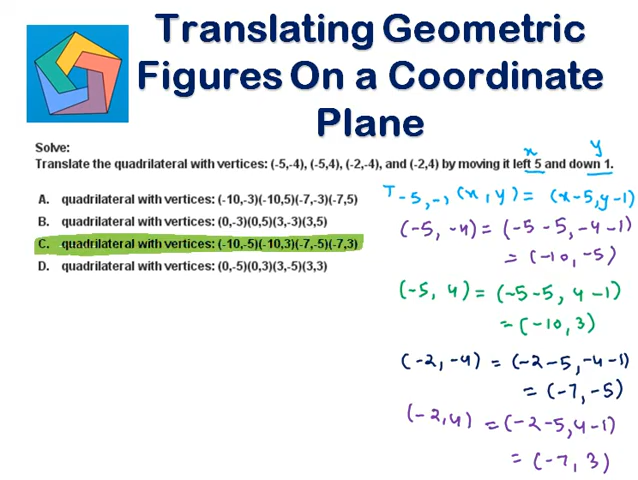 Translating Geometric
Figures On a Coordinate
Plane
Solve:
x y
Translate the quadrilateral with vertices: (-5,-4), (-5,4), (-2,-4), and (-2,4) by moving it left 5 and down 1.
A. quadrilateral with vertices: (-10,-3)(-10,5)(-7,-3)(-7,5)
B. quadrilateral with vertices: (0,-3)(0,5)(3,-3)(3,5)
C. quadrilateral with vertices: (-10,-5)(-10,3)(-7,-5)(-7,3)
D. quadrilateral with vertices: (0,-5)(0,3)(3,-5)(3,3)
T -5,-1 (x,y) = (x-5,y-1)
(-5,-4) = (-5-5,-4-1)
= (-10,-5)
(-5, 4) = (-5-5, 4-1)
= (-10, 3)
(-2,-4) = (-2-5,-4-1)
= (-7,-5)
(-2,4) = (-2-5,4-1)
= (-7, 3)